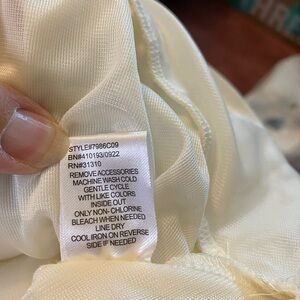 STYLE#7986C09
BN#410193/0922
RN#31310
REMOVE ACCESSORIES
MACHINE WASH COLD
GENTLE CYCLE
WITH LIKE COLORS
INSIDE OUT
ONLY NON- CHLORINE
BLEACH WHEN NEEDED
LINE DRY
COOL IRON ON REVERSE
SIDE IF NEEDED